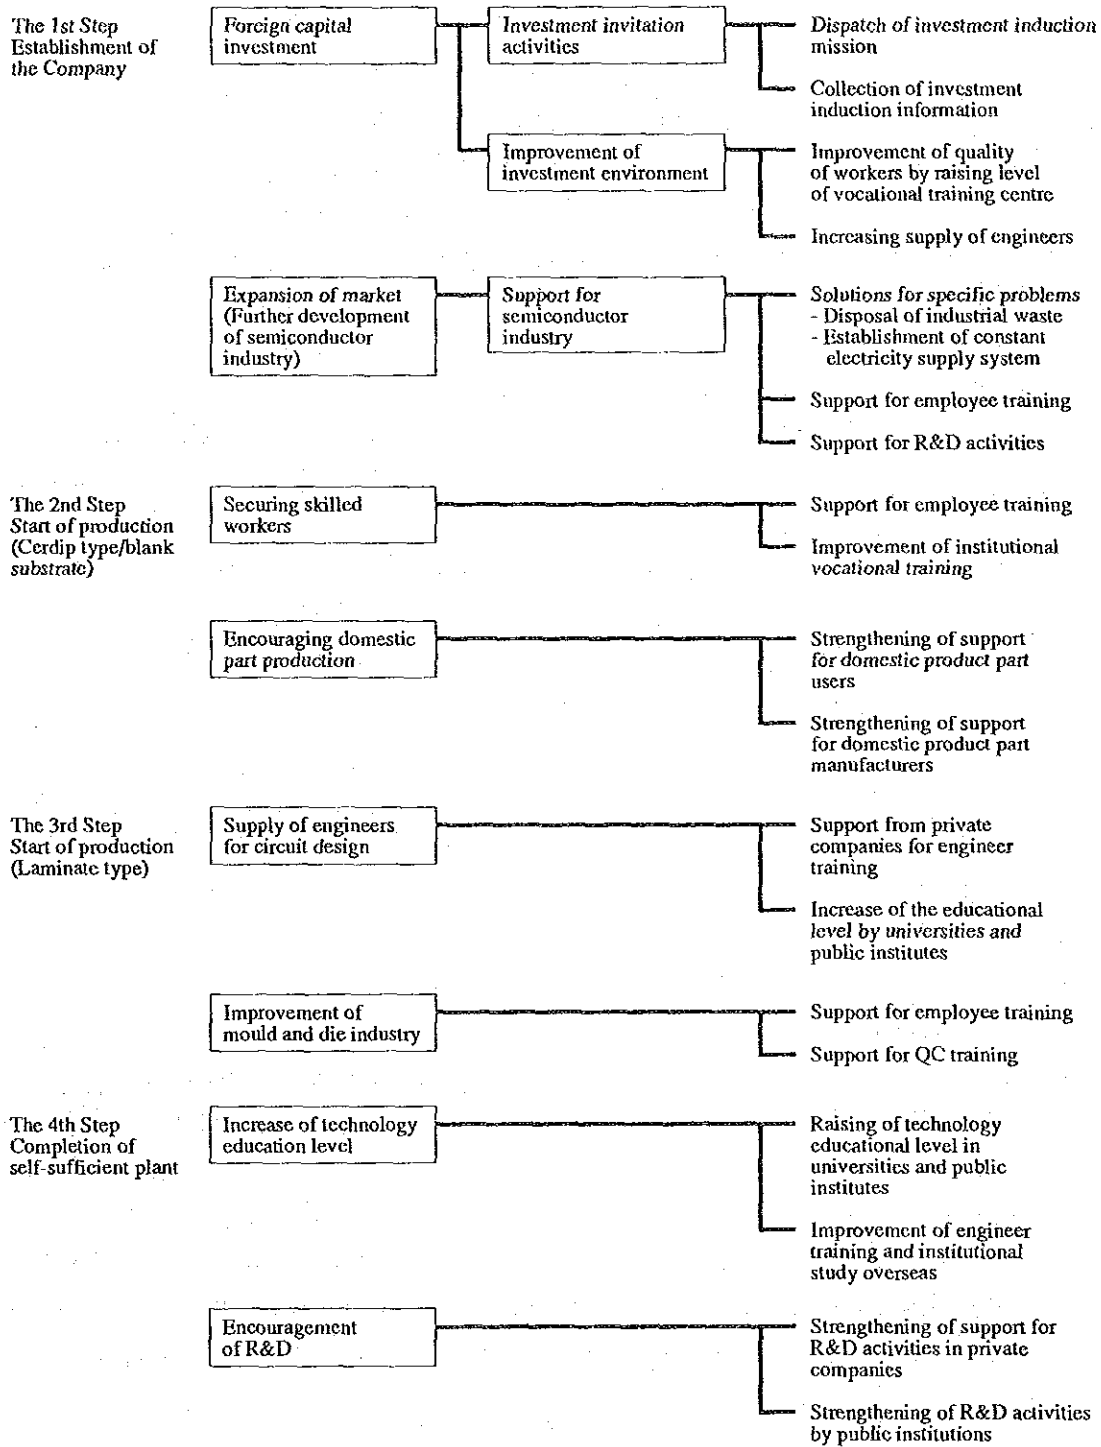 The 1st Step
Establishment of
the Company
Foreign capital
investment
Investment invitation
activities
Dispatch of investment induction
mission
Collection of investment
induction information
Improvement of
investment environment
Improvement of quality
of workers by raising level
of vocational training centre
Increasing supply of engineers
Expansion of market
(Further development
of semiconductor
industry)
Support for
semiconductor
industry
Solutions for specific problems
- Disposal of industrial waste
- Establishment of constant
electricity supply system
Support for employee training
Support for R&D activities
The 2nd Step
Start of production
(Cerdip type/blank
substrate)
Securing skilled
workers
Support for employee training
Improvement of institutional
vocational training
Encouraging domestic
part production
Strengthening of support
for domestic product part
users
Strengthening of support
for domestic product part
manufacturers
The 3rd Step
Start of production
(Laminate type)
Supply of engineers
for circuit design
Support from private
companies for engineer
training
Increase of the educational
level by universities and
public institutes
Improvement of
mould and die industry
Support for employee training
Support for QC training
The 4th Step
Completion of
self-sufficient plant
Increase of technology
education level
Raising of technology
educational level in
universities and public
institutes
Improvement of engineer
training and institutional
study overseas
Encouragement
of R&D
Strengthening of support for
R&D activities in private
companies
Strengthening of R&D activities
by public institutions